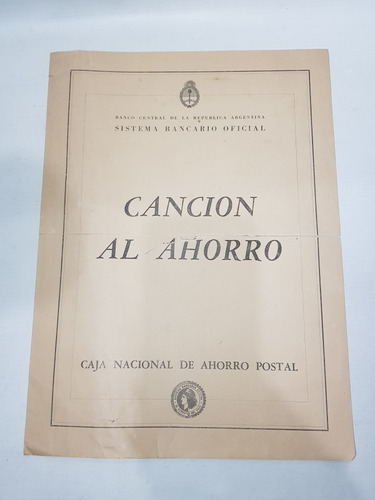 BANCO CENTRAL DE LA REPUBLICA ARGENTINA
SISTEMA BANCARIO OFICIAL
CANCION
AL AHORRO
CAJA NACIONAL DE AHORRO POSTAL